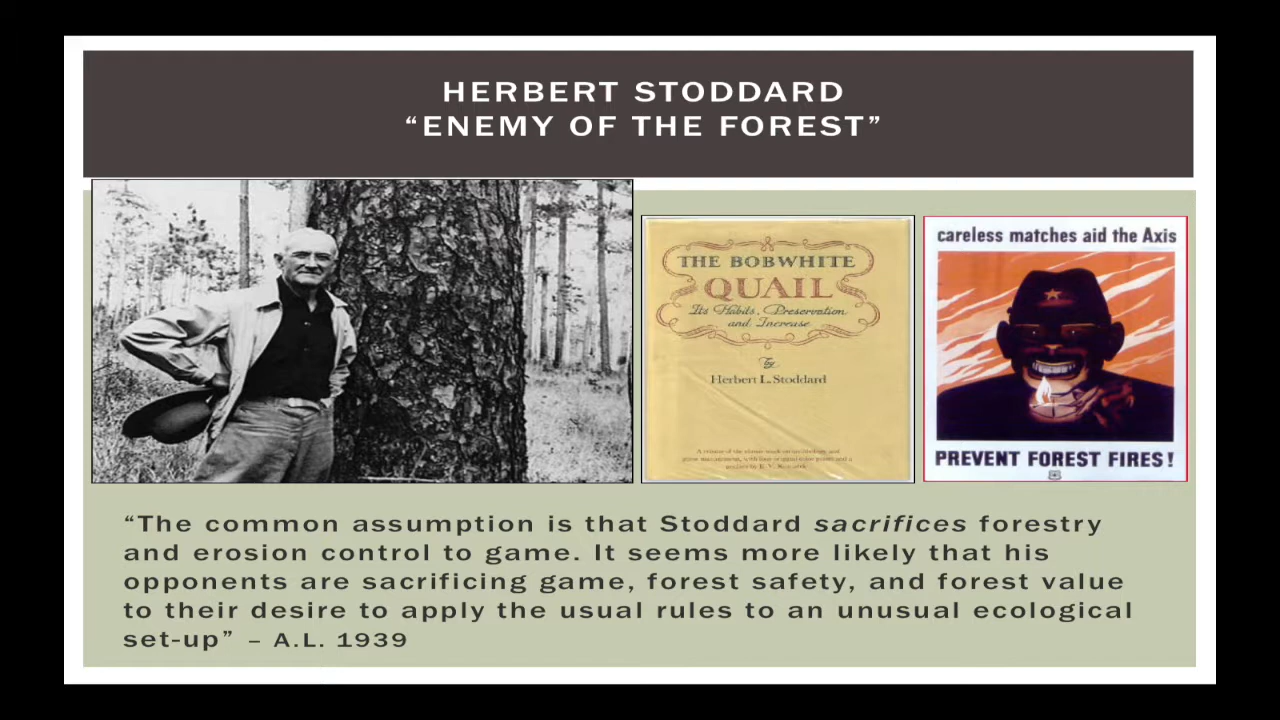 HERBERT STODDARD
“ENEMY OF THE FOREST”
THE BOBWHITE
QUAIL
Its Habits, Preservation
and Increase
by
Herbert L. Stoddard
careless matches aid the Axis
PREVENT FOREST FIRES!
“The common assumption is that Stoddard sacrifices forestry
and erosion control to game. It seems more likely that his
opponents are sacrificing game, forest safety, and forest value
to their desire to apply the usual rules to an unusual ecological
set-up” – A.L. 1939